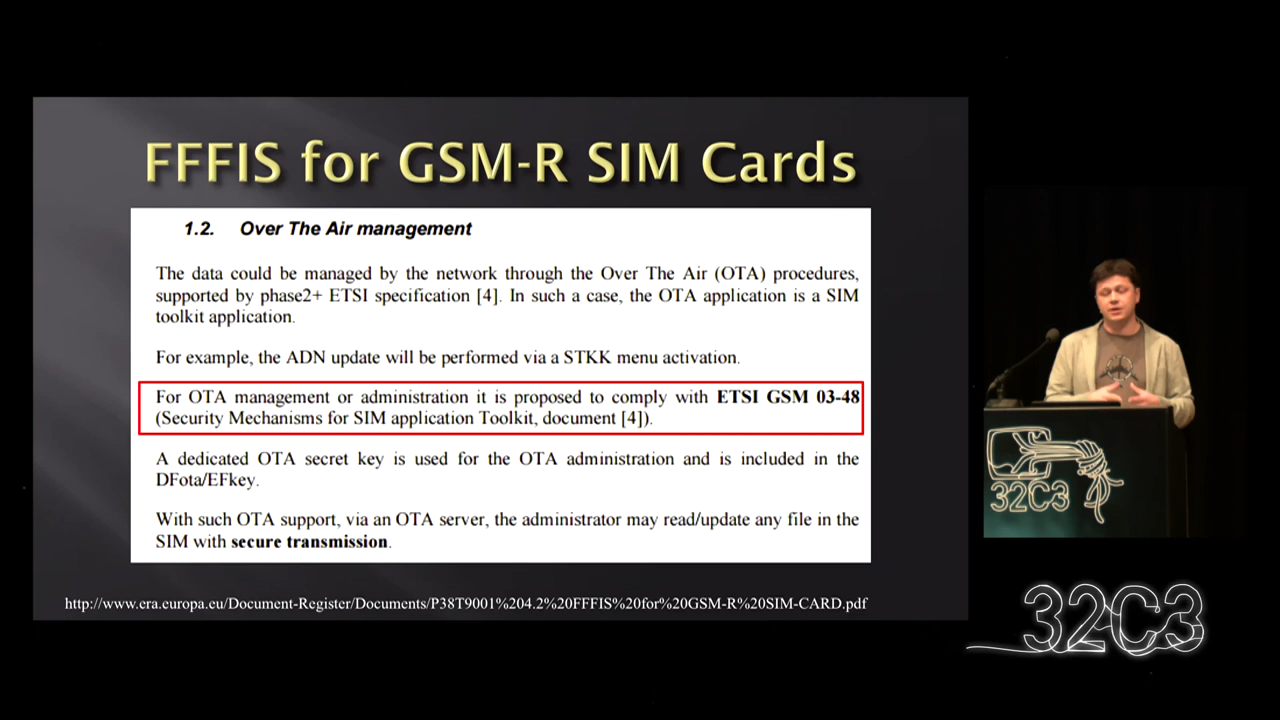 FFFIS for GSM-R SIM Cards
1.2. Over The Air management
The data could be managed by the network through the Over The Air (OTA) procedures,
supported by phase2+ ETSI specification [4]. In such a case, the OTA application is a SIM
toolkit application.
For example, the ADN update will be performed via a STKK menu activation.
For OTA management or administration it is proposed to comply with ETSI GSM 03-48
(Security Mechanisms for SIM application Toolkit, document [4]).
A dedicated OTA secret key is used for the OTA administration and is included in the
DFota/EFkey.
With such OTA support, via an OTA server, the administrator may read/update any file in the
SIM with secure transmission.
http://www.era.europa.eu/Document-Register/Documents/P38T9001%204.2%20FFFIS%20for%20GSM-R%20SIM-CARD.pdf
32C3
32C3